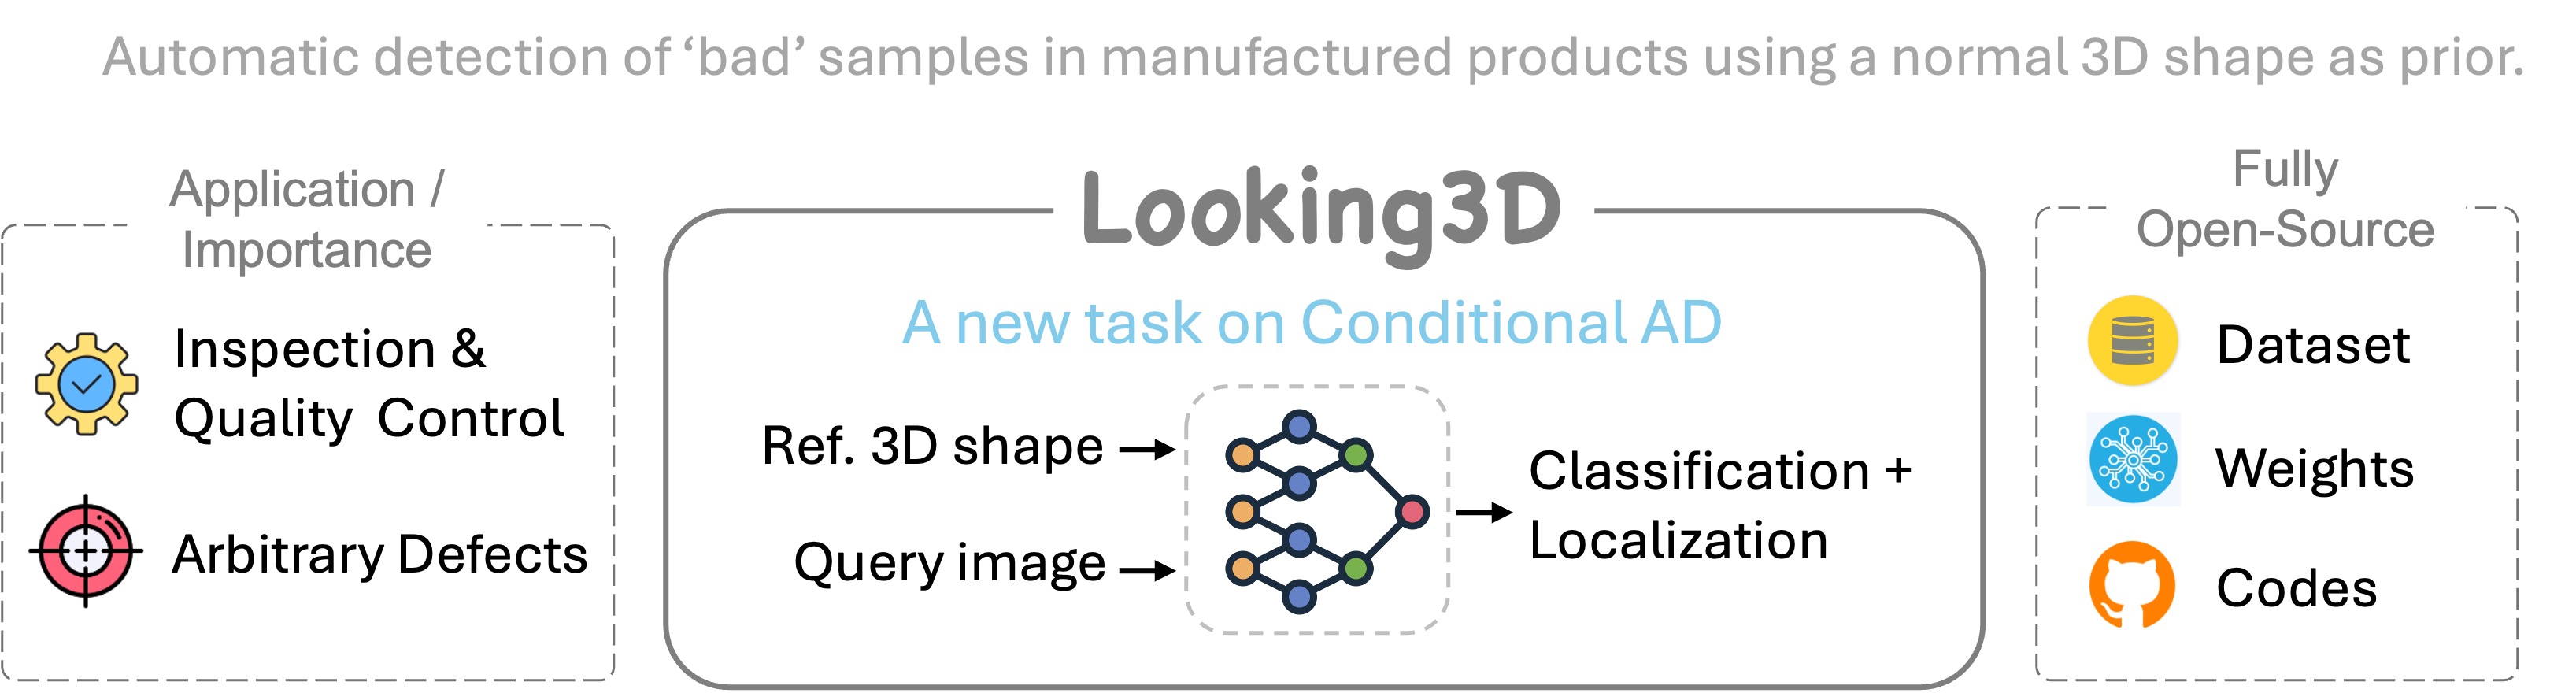 Automatic detection of ‘bad’ samples in manufactured products using a normal 3D shape as prior.
Application /
Importance
Inspection &
Quality Control
Arbitrary Defects
Looking3D
A new task on Conditional AD
Ref. 3D shape
Query image
Classification +
Localization
Fully
Open-Source
Dataset
Weights
Codes